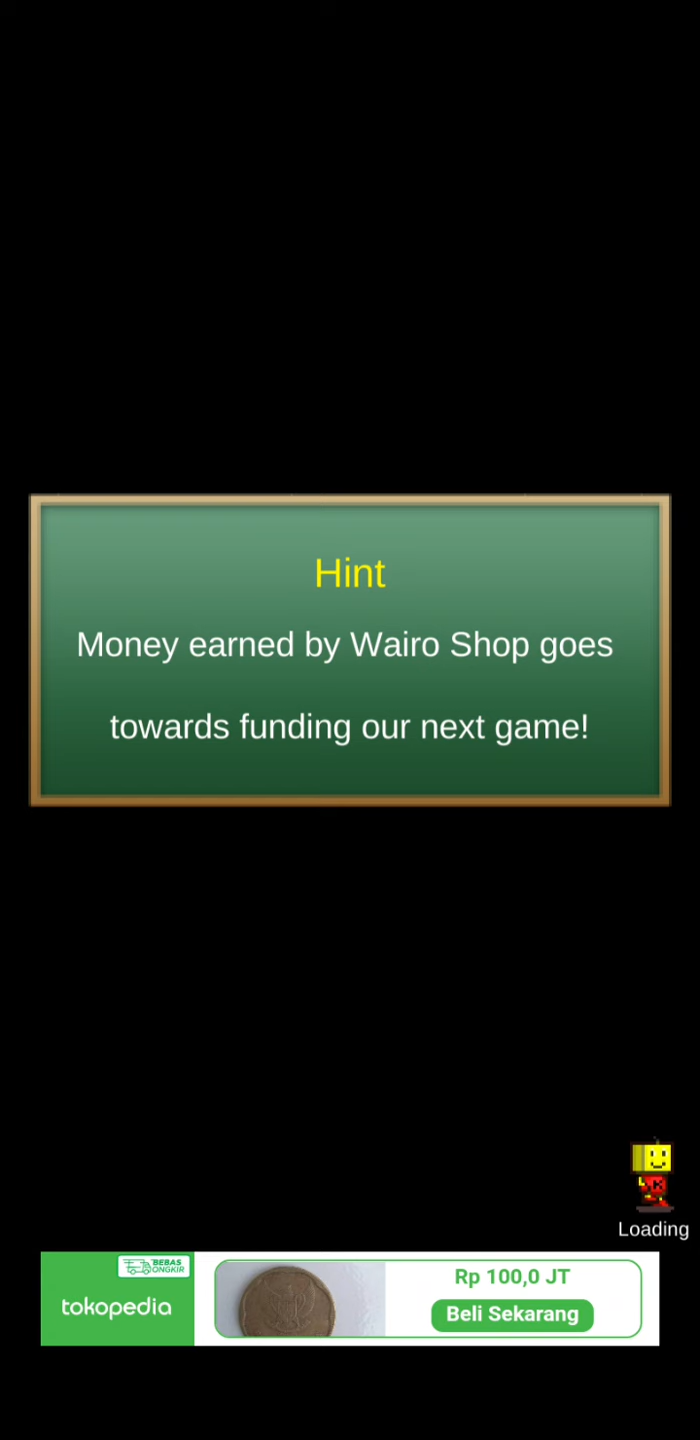 Hint
Money earned by Wairo Shop goes
towards funding our next game!
Loading
BEBAS
ONGKIR
tokopedia
Rp 100,0 JT
Beli Sekarang